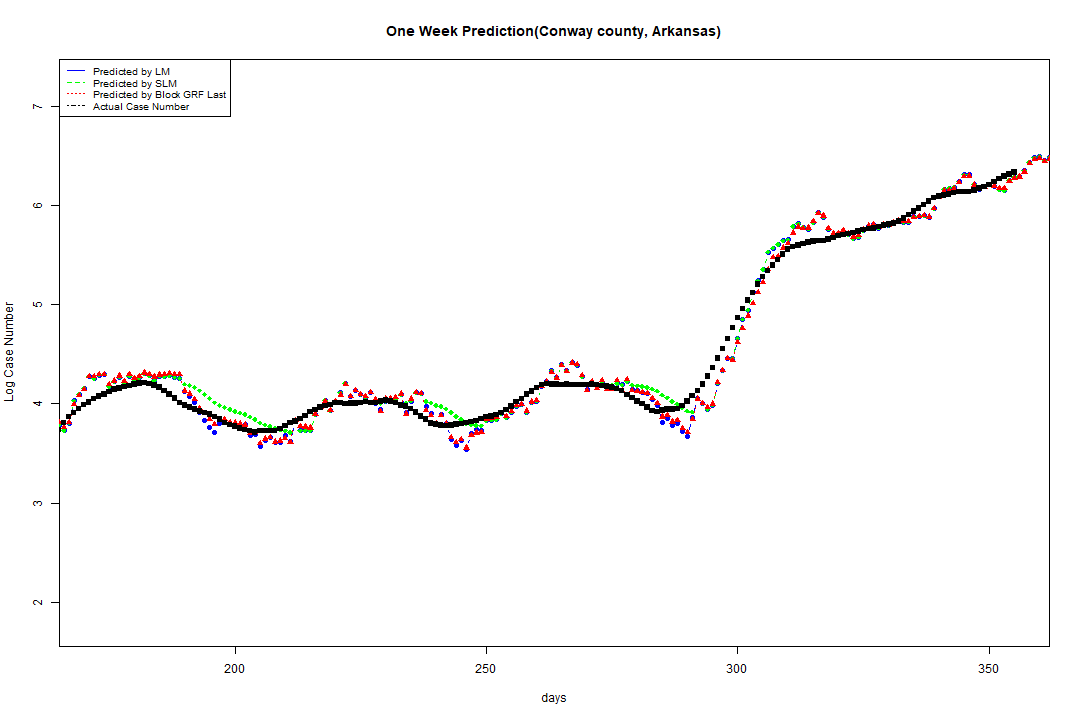 One Week Prediction(Conway county, Arkansas)
Predicted by LM
Predicted by SLM
Predicted by Block GRF Last
Actual Case Number
7
6
5
4
3
2
Log Case Number
200 250 300 350
days